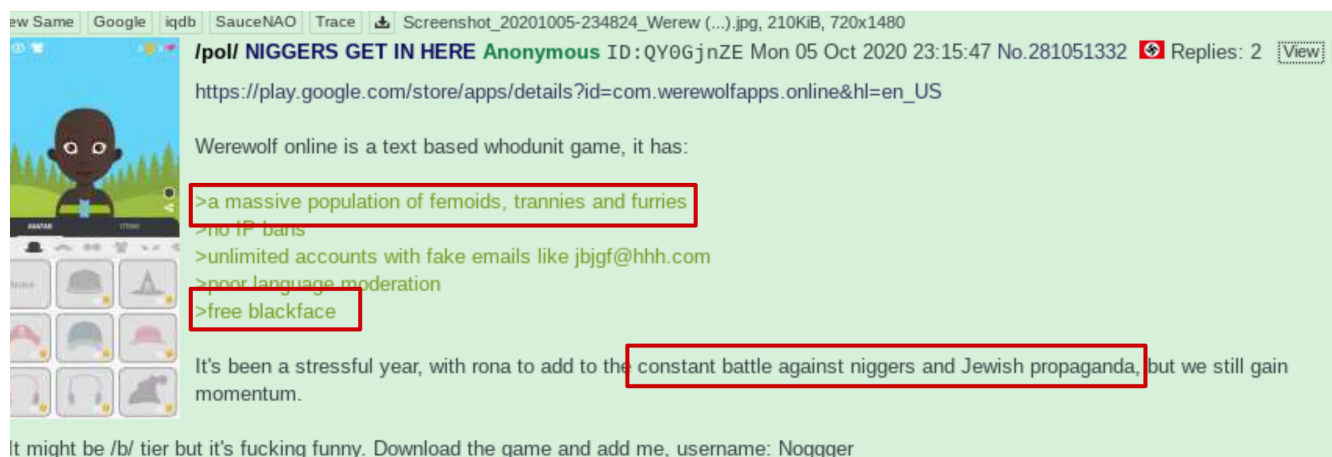 ew Same Google iqdb SauceNAO Trace Screenshot_20201005-234824_Werew (...).jpg, 210KiB, 720x1480
/pol/ NIGGERS GET IN HERE Anonymous ID:QY0GjnZE Mon 05 Oct 2020 23:15:47 No.281051332 Replies: 2 View
https://play.google.com/store/apps/details?id=com.werewolfapps.online&hl=en_US
Werewolf online is a text based whodunit game, it has:
>a massive population of femoids, trannies and furries
>no IP bans
>unlimited accounts with fake emails like jbjgf@hhh.com
>poor language moderation
>free blackface
It's been a stressful year, with rona to add to the constant battle against niggers and Jewish propaganda, but we still gain
momentum.
It might be /b/ tier but it's fucking funny. Download the game and add me, username: Noggger